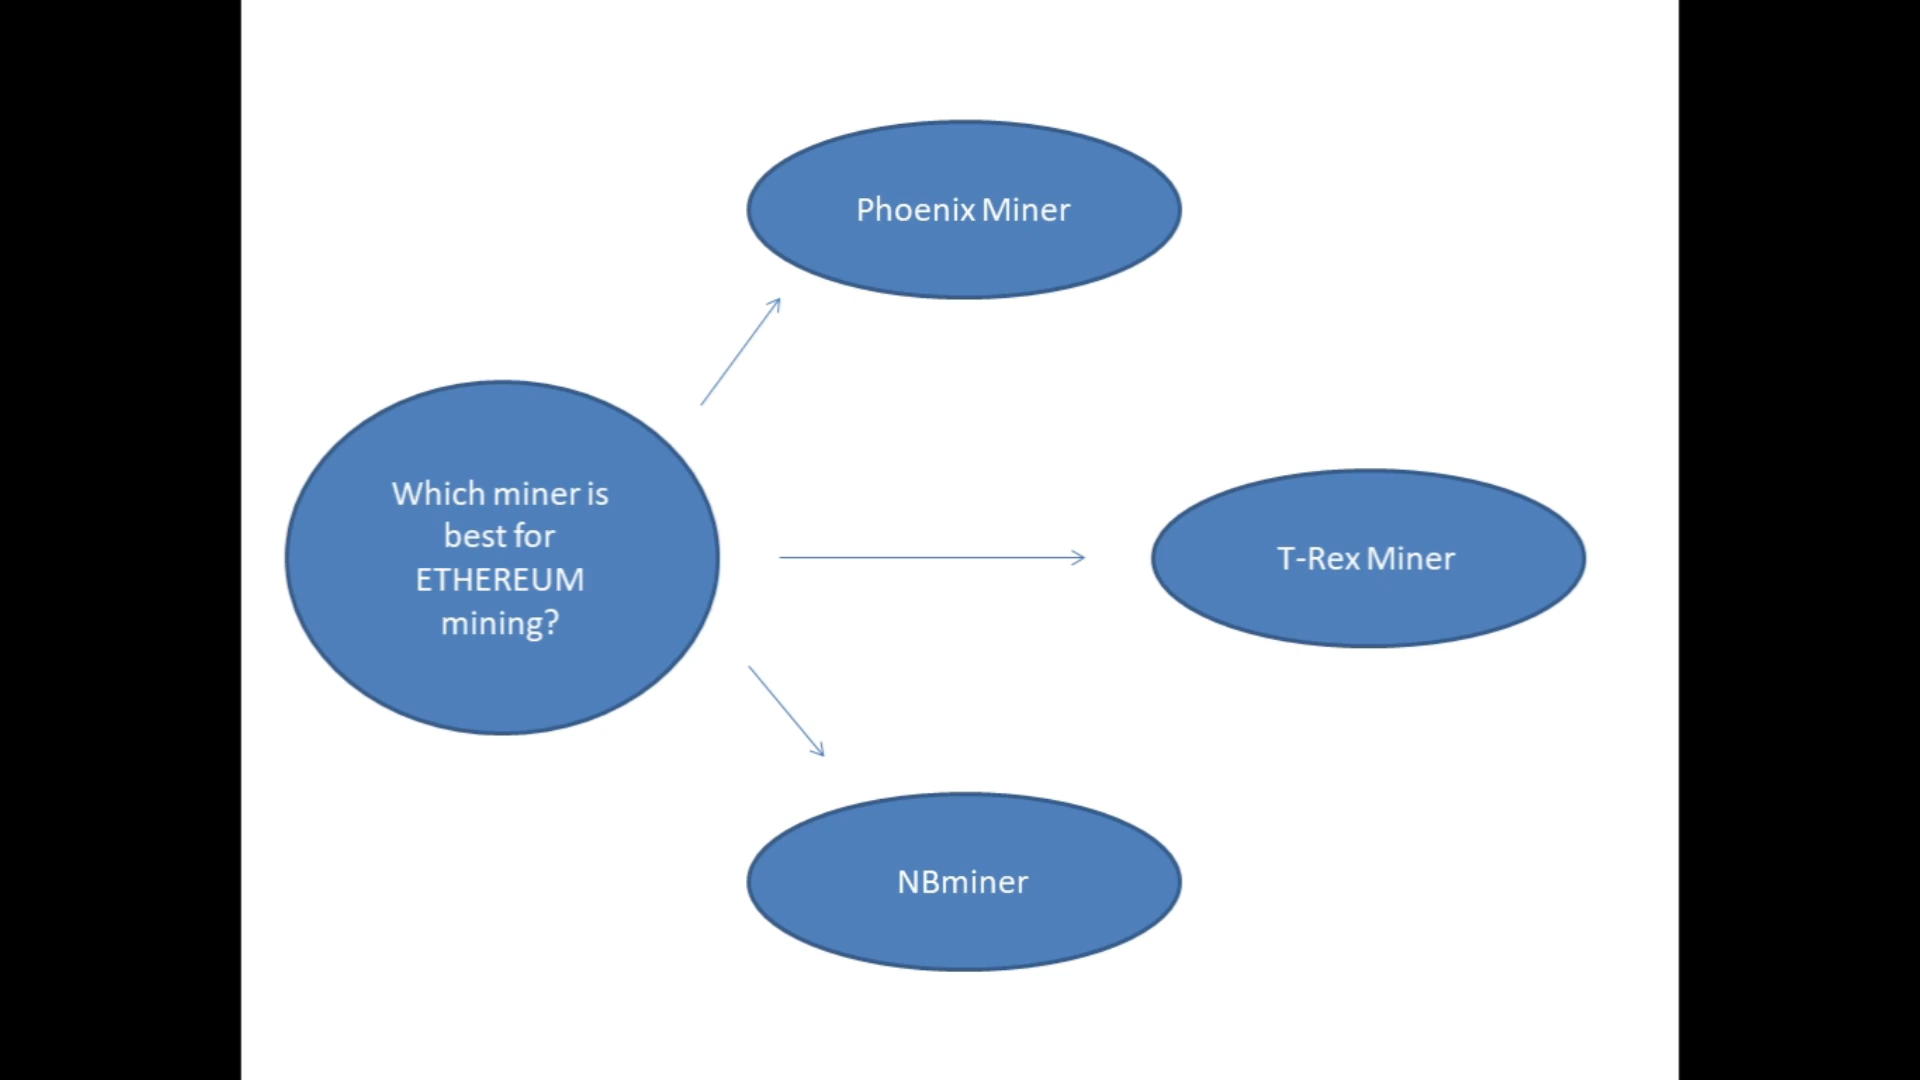 Phoenix Miner
Which miner is
best for
ETHEREUM
mining?
T-Rex Miner
NBminer